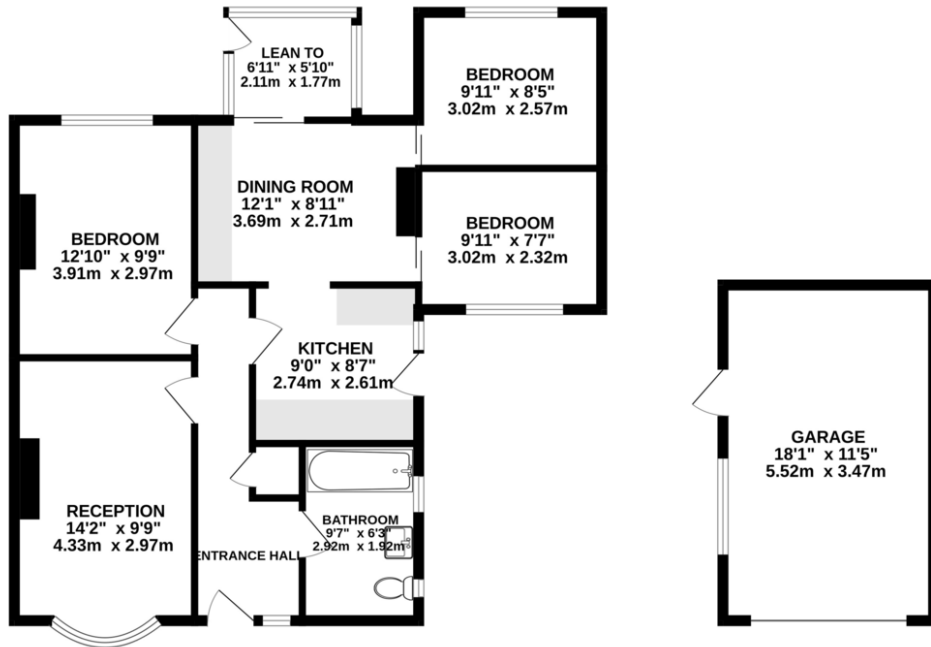 LEAN TO
6'11" x 5'10"
2.11m x 1.77m
BEDROOM
9'11" x 8'5"
3.02m x 2.57m
DINING ROOM
12'1" x 8'11"
3.69m x 2.71m
BEDROOM
9'11" x 7'7"
3.02m x 2.32m
BEDROOM
12'10" x 9'9"
3.91m x 2.97m
KITCHEN
9'0" x 8'7"
2.74m x 2.61m
GARAGE
18'1" x 11'5"
5.52m x 3.47m
RECEPTION
14'2" x 9'9"
4.33m x 2.97m
BATHROOM
9'7" x 6'3"
2.92m x 1.92m
ENTRANCE HALL